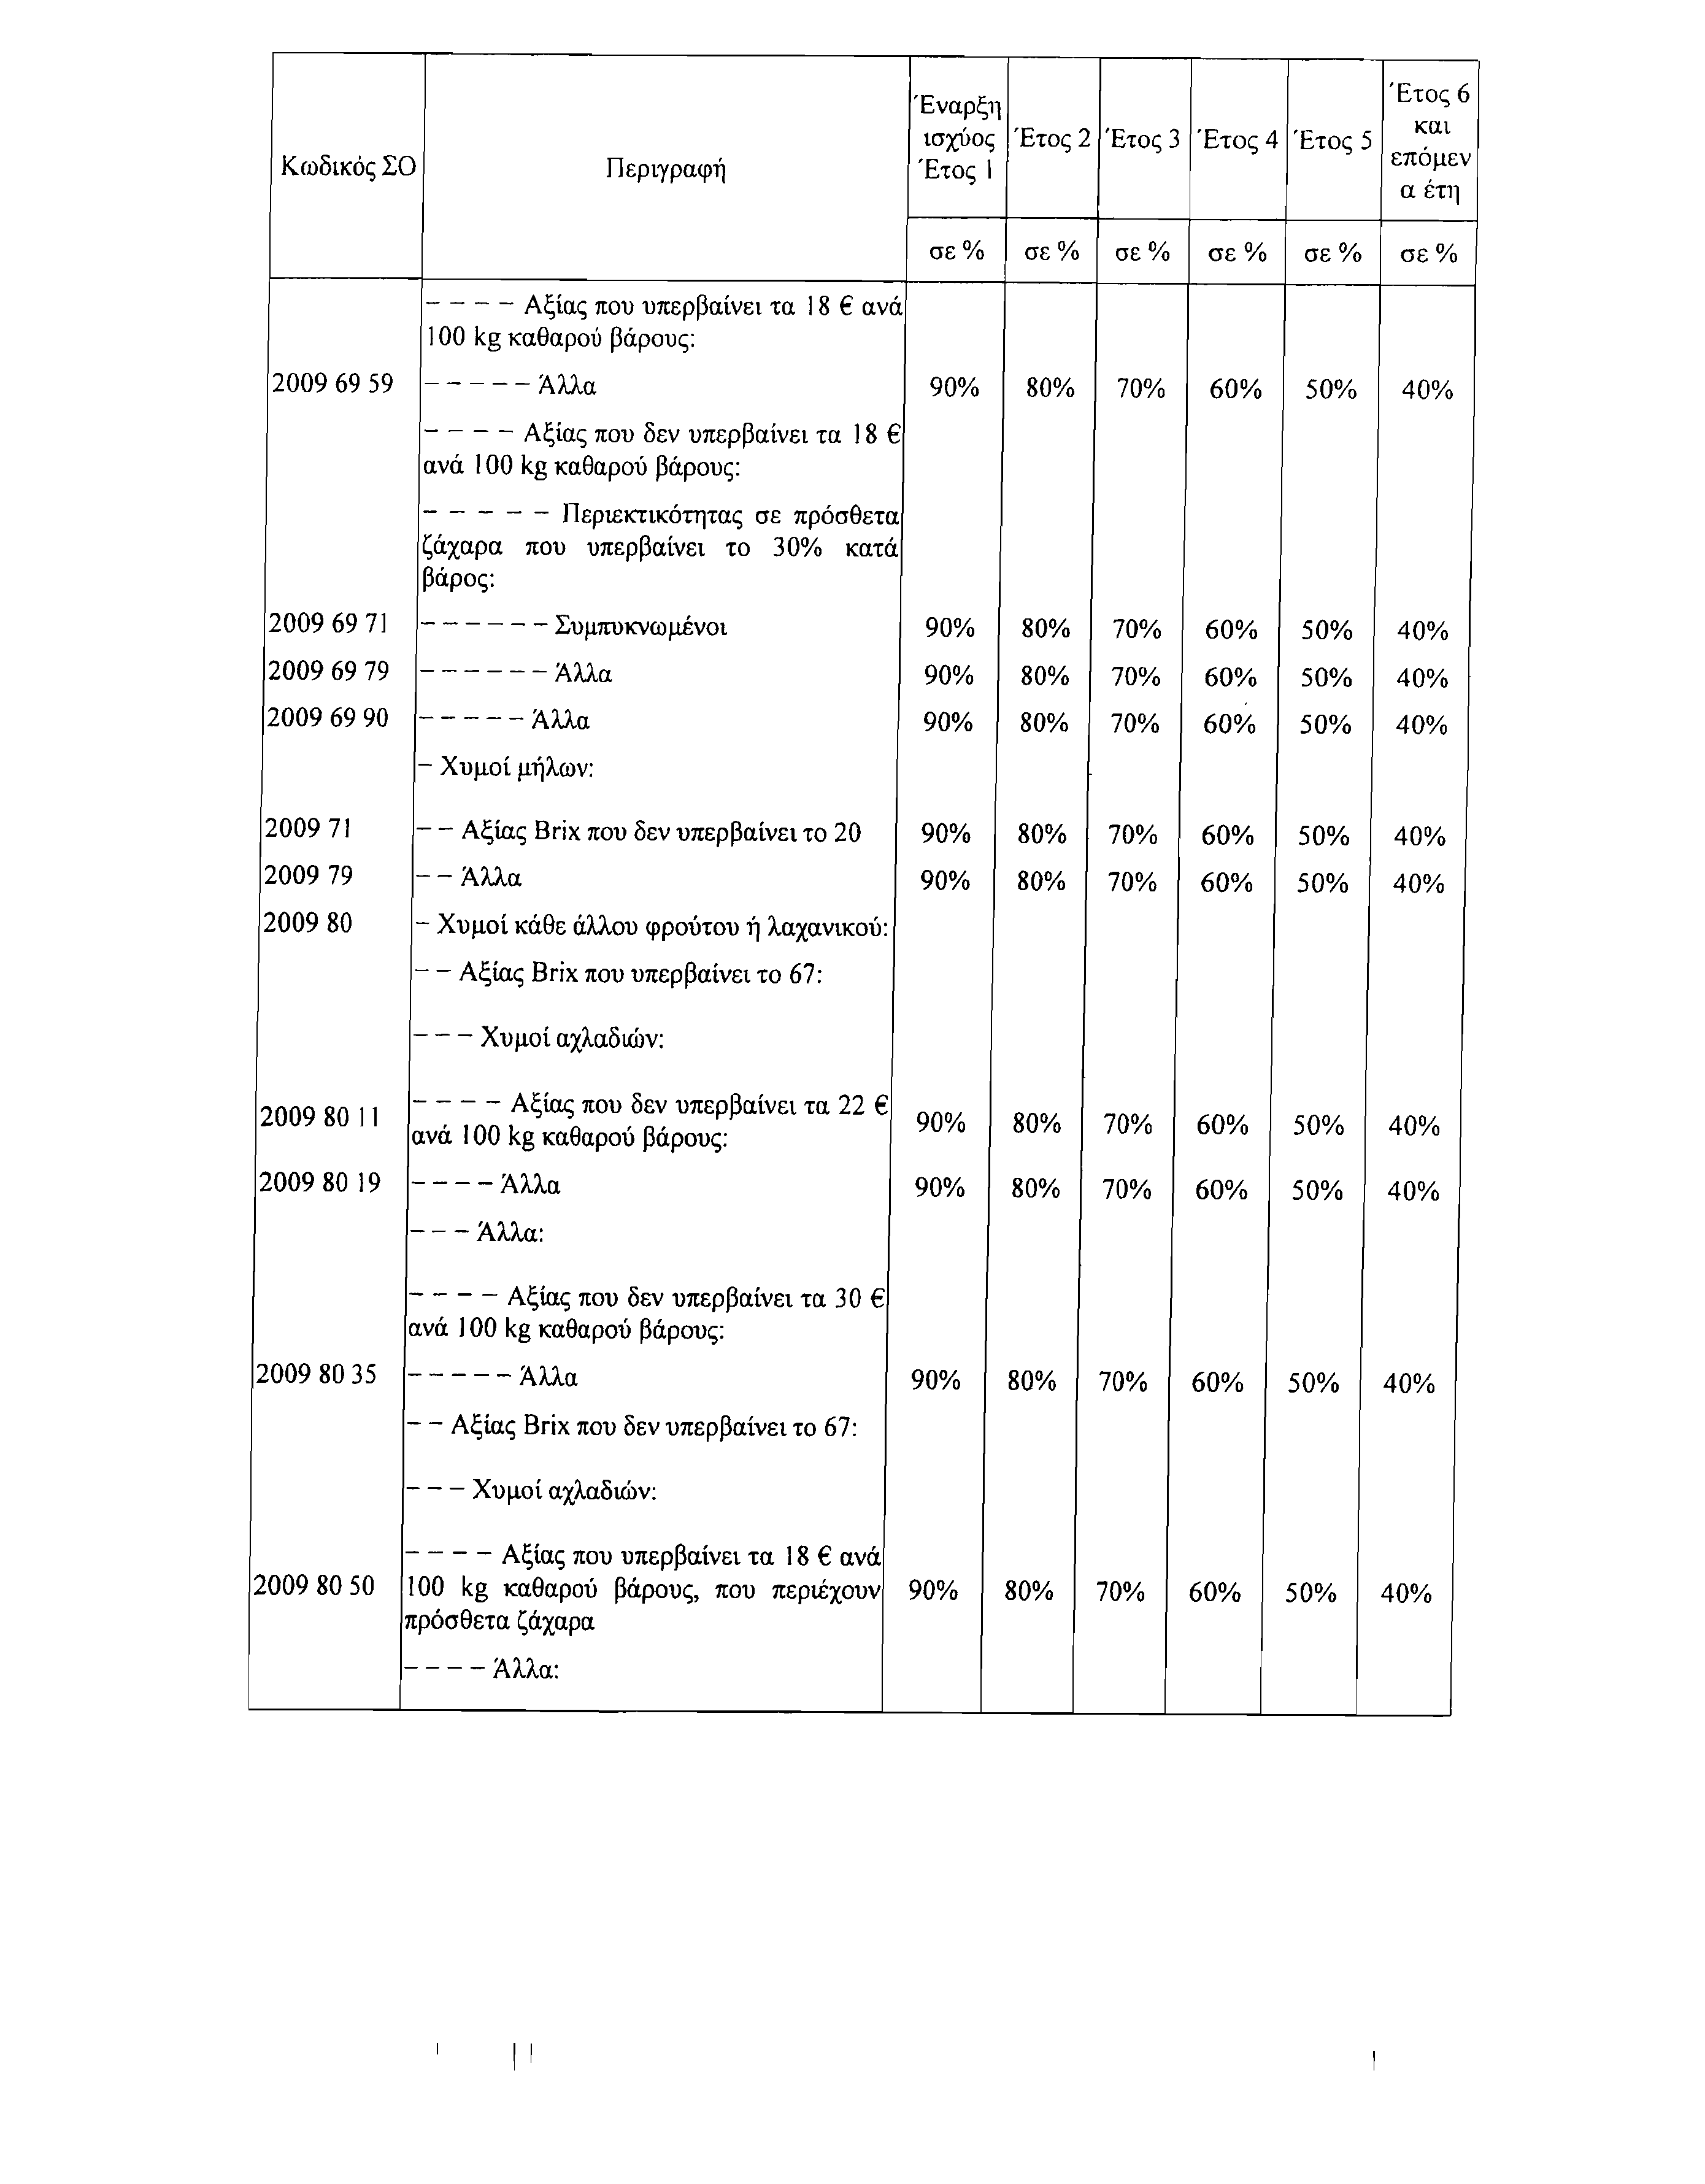 Κωδικός ΣΟ
Περιγραφή
Έναρξη
ισχύος
Έτος 1
Έτος 2
Έτος 3
Έτος 4
Έτος 5
Έτος 6
και
επόμεν
α έτη
σε % σε % σε % σε % σε % σε %
– – – – Αξίας που υπερβαίνει τα 18 € ανά
100 kg καθαρού βάρους:
2009 69 59 – – – – – Άλλα 90% 80% 70% 60% 50% 40%
– – – – Αξίας που δεν υπερβαίνει τα 18 €
ανά 100 kg καθαρού βάρους:
– – – – – Περιεκτικότητας σε πρόσθετα
ζάχαρα που υπερβαίνει το 30% κατά
βάρος:
2009 69 71 – – – – – – Συμπυκνωμένοι 90% 80% 70% 60% 50% 40%
2009 69 79 – – – – – – Άλλα 90% 80% 70% 60% 50% 40%
2009 69 90 – – – – – Άλλα 90% 80% 70% 60% 50% 40%
– Χυμοί μήλων:
2009 71 – – Αξίας Brix που δεν υπερβαίνει το 20 90% 80% 70% 60% 50% 40%
2009 79 – – Άλλα 90% 80% 70% 60% 50% 40%
2009 80 – Χυμοί κάθε άλλου φρούτου ή λαχανικού:
– – Αξίας Brix που υπερβαίνει το 67:
– – – Χυμοί αχλαδιών:
2009 80 11 – – – – Αξίας που δεν υπερβαίνει τα 22 €
ανά 100 kg καθαρού βάρους: 90% 80% 70% 60% 50% 40%
2009 80 19 – – – – Άλλα 90% 80% 70% 60% 50% 40%
– – – Άλλα:
– – – – Αξίας που δεν υπερβαίνει τα 30 €
ανά 100 kg καθαρού βάρους:
2009 80 35 – – – – – Άλλα 90% 80% 70% 60% 50% 40%
– – Αξίας Brix που δεν υπερβαίνει το 67:
– – – Χυμοί αχλαδιών:
– – – – Αξίας που υπερβαίνει τα 18 € ανά
2009 80 50 100 kg καθαρού βάρους, που περιέχουν 90% 80% 70% 60% 50% 40%
πρόσθετα ζάχαρα
– – – – Άλλα: